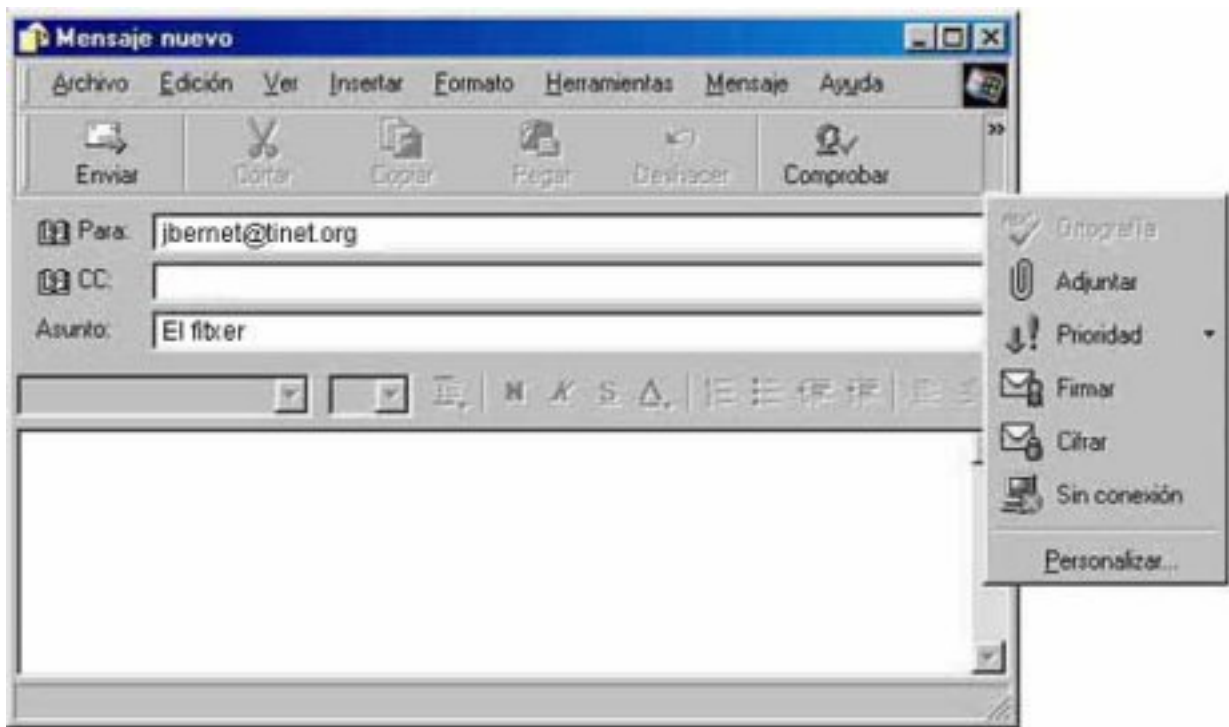 Mensaje nuevo
Archivo Edición Ver Insertar Formato Herramientas Mensaje Ayuda
Enviar Cortar Copiar Pegar Deshacer Comprobar »
Para: jbernet@tinet.org
CC:
Asunto: El fitxer
N K S A
Ortografía
Adjuntar
Prioridad
Firmar
Cifrar
Sin conexión
Personalizar...